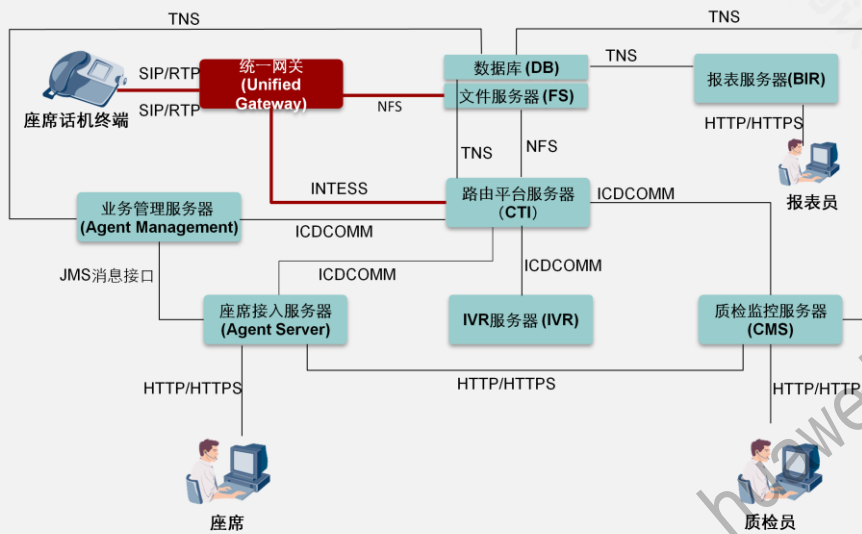 TNS
TNS
SIP/RTP
统一网关
(Unified
Gateway)
数据库 (DB)
TNS
报表服务器(BIR)
SIP/RTP
NFS
文件服务器 (FS)
座席话机终端
HTTP/HTTPS
TNS
NFS
INTESS
路由平台服务器
(CTI)
ICDCOMM
报表员
业务管理服务器
(Agent Management)
ICDCOMM
JMS消息接口
ICDCOMM
ICDCOMM
座席接入服务器
(Agent Server)
IVR服务器 (IVR)
质检监控服务器
(CMS)
HTTP/HTTPS
HTTP/HTTPS
HTTP/HTTP
huawei
座席
质检员